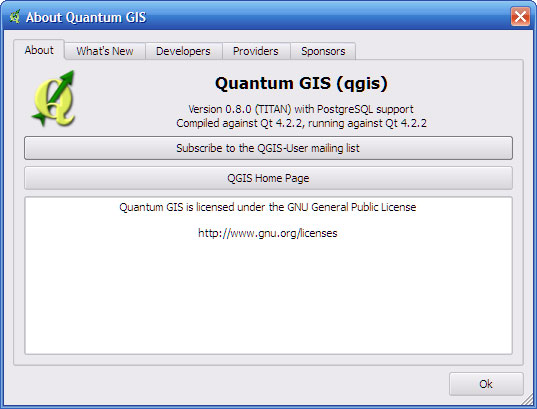 About Quantum GIS
About What's New Developers Providers Sponsors
Quantum GIS (qgis)
Version 0.8.0 (TITAN) with PostgreSQL support
Compiled against Qt 4.2.2, running against Qt 4.2.2
Subscribe to the QGIS-User mailing list
QGIS Home Page
Quantum GIS is licensed under the GNU General Public License
http://www.gnu.org/licenses
Ok